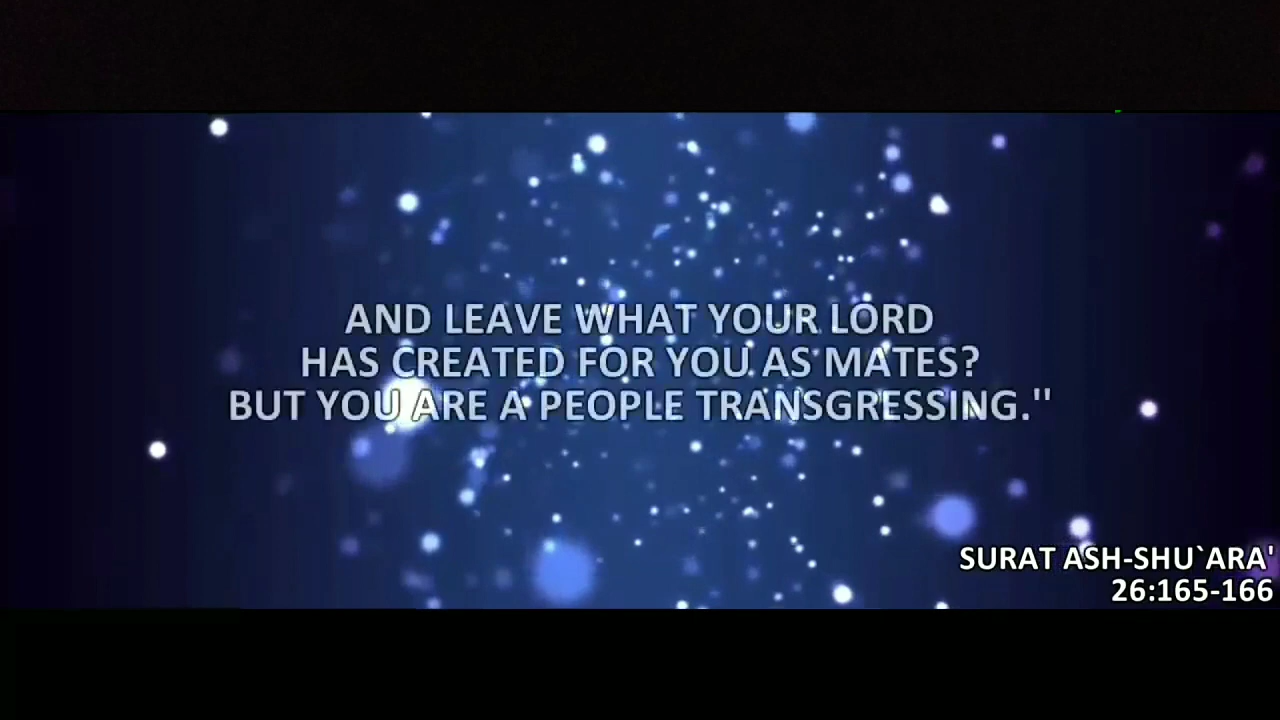 AND LEAVE WHAT YOUR LORD
HAS CREATED FOR YOU AS MATES?
BUT YOU ARE A PEOPLE TRANSGRESSING."
SURAT ASH-SHU`ARA'
26:165-166